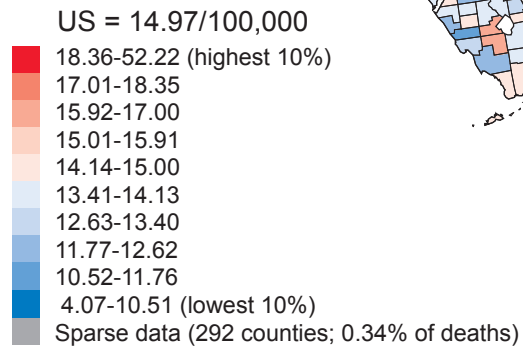 US = 14.97/100,000
18.36-52.22 (highest 10%)
17.01-18.35
15.92-17.00
15.01-15.91
14.14-15.00
13.41-14.13
12.63-13.40
11.77-12.62
10.52-11.76
4.07-10.51 (lowest 10%)
Sparse data (292 counties; 0.34% of deaths)